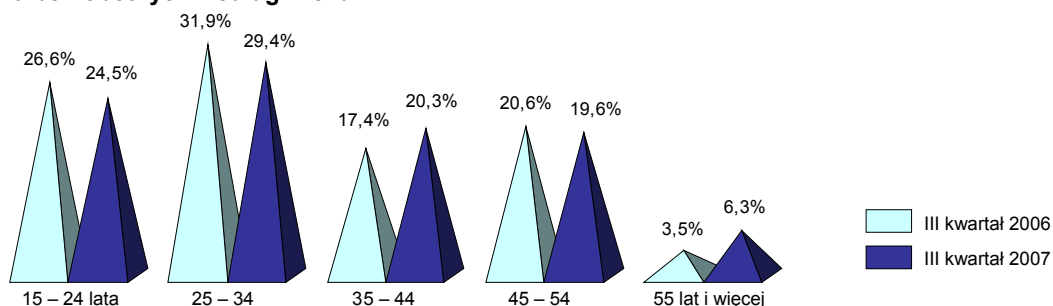 31,9%
26,6%
24,5%
29,4%
17,4%
20,3%
20,6%
19,6%
3,5%
6,3%
III kwartał 2006
III kwartał 2007
15 – 24 lata
25 – 34
35 – 44
45 – 54
55 lat i więcej